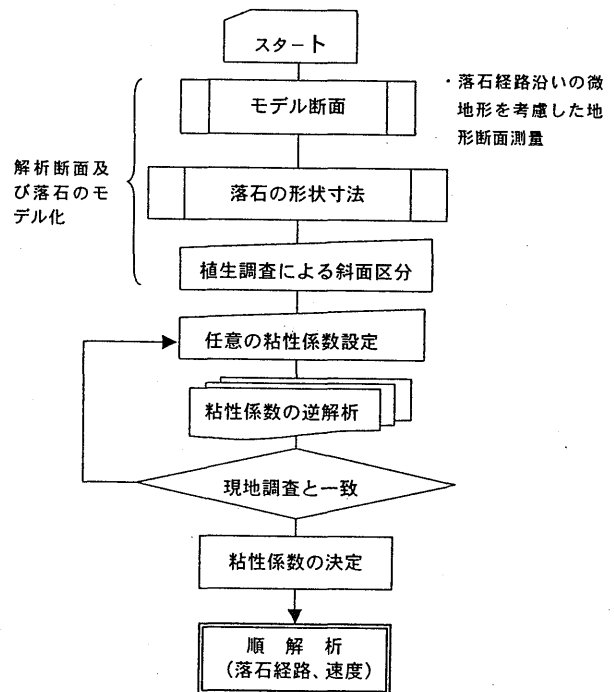 スタート
モデル断面
・落石経路沿いの微
地形を考慮した地
形断面測量
解析断面及
び落石のモ
デル化
落石の形状寸法
植生調査による斜面区分
任意の粘性係数設定
粘性係数の逆解析
現地調査と一致
粘性係数の決定
順 解 析
(落石経路、速度)